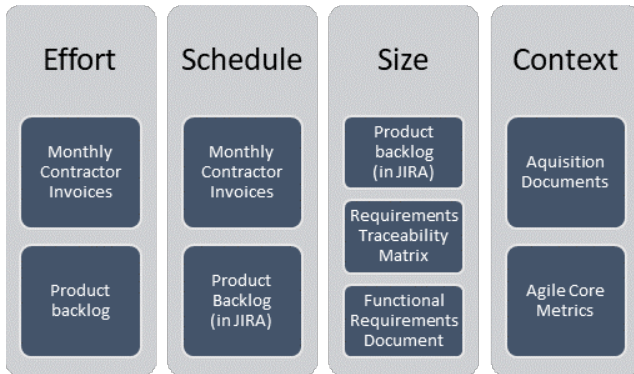 Effort
Monthly
Contractor
Invoices
Product
backlog
Schedule
Monthly
Contractor
Invoices
Product
Backlog
(in JIRA)
Size
Product
backlog
(in JIRA)
Requirements
Traceability
Matrix
Functional
Requirements
Document
Context
Aquisition
Documents
Agile Core
Metrics